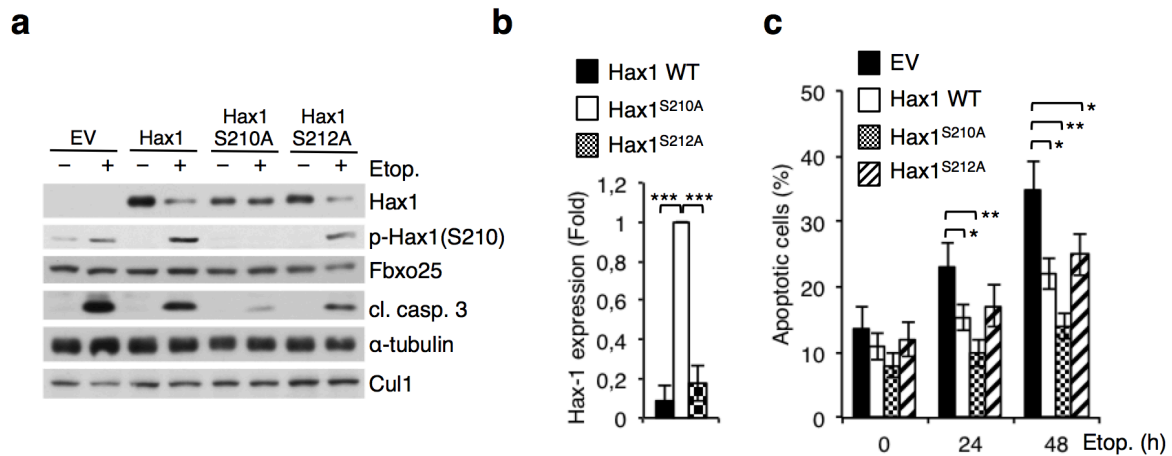 a
EV
Hax1
Hax1
S210A
Hax1
S212A
– + – + – + – + Etop.
Hax1
p-Hax1(S210)
Fbxo25
cl. casp. 3
α-tubulin
Cul1
b
Hax1 WT
Hax1S210A
Hax1S212A
Hax-1 expression (Fold)
1,2
1
0,8
0,6
0,4
0,2
0
*** ***
c
EV
Hax1 WT
Hax1S210A
Hax1S212A
Apoptotic cells (%)
50
40
30
20
10
0
**
*
*
**
*
0 24 48 Etop. (h)